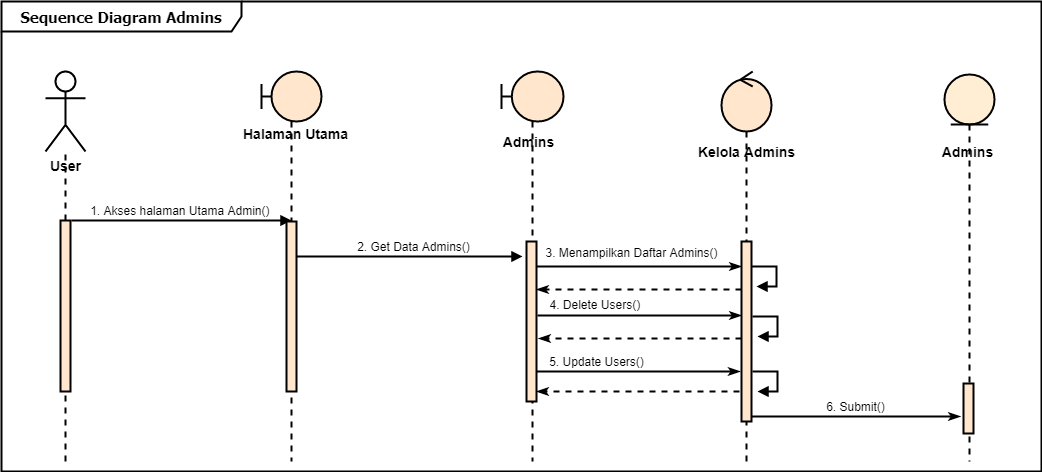 Sequence Diagram Admins
Halaman Utama
Admins
Kelola Admins
Admins
User
1. Akses halaman Utama Admin()
2. Get Data Admins()
3. Menampilkan Daftar Admins()
4. Delete Users()
5. Update Users()
6. Submit()